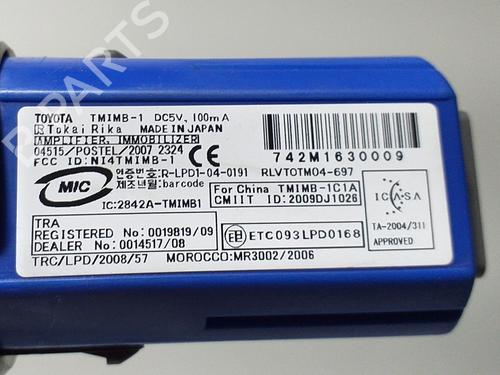 TOYOTA TMIMB-1 DC5V, 100mA
Tokai Rika MADE IN JAPAN
AMPLIFIER, IMMOBILIZER
04515/POSTEL/2007 2324
FCC ID:NI4TMIMB-1
CE
742M1630009
MIC
인증번호:R-LPD1-04-0191 RLVTOTM04-697
제조년월:barcode
For China TMIMB-1C1A
CMIIT ID:2009DJ1026
IC:2842A-TMIMB1
ICASA
TA-2004/311
APPROVED
TRA
REGISTERED No:0019819/09
DEALER No:0014517/08
ETC093LPD0168
TRC/LPD/2008/57 MOROCCO:MR3002/2006